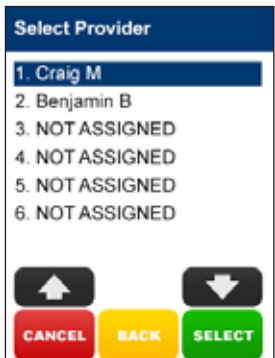 Select Provider
1. Craig M
2. Benjamin B
3. NOT ASSIGNED
4. NOT ASSIGNED
5. NOT ASSIGNED
6. NOT ASSIGNED
CANCEL BACK SELECT